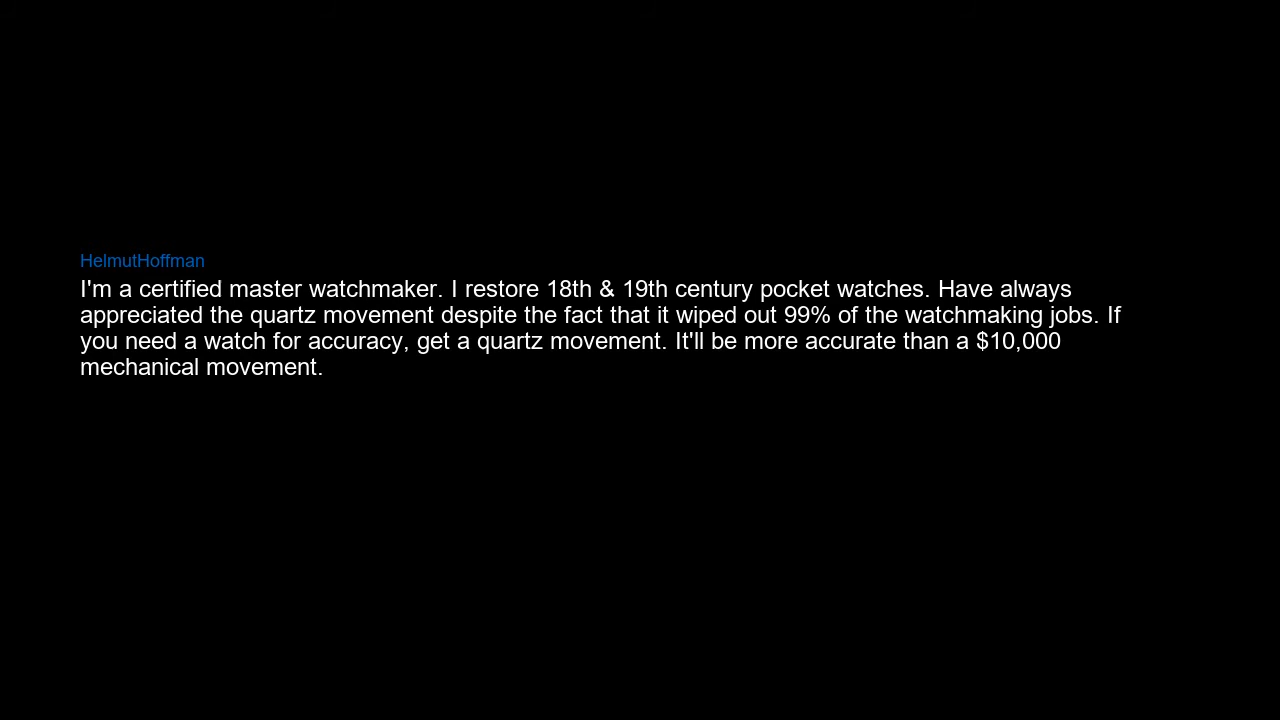 HelmutHoffman
I'm a certified master watchmaker. I restore 18th & 19th century pocket watches. Have always
appreciated the quartz movement despite the fact that it wiped out 99% of the watchmaking jobs. If
you need a watch for accuracy, get a quartz movement. It'll be more accurate than a $10,000
mechanical movement.